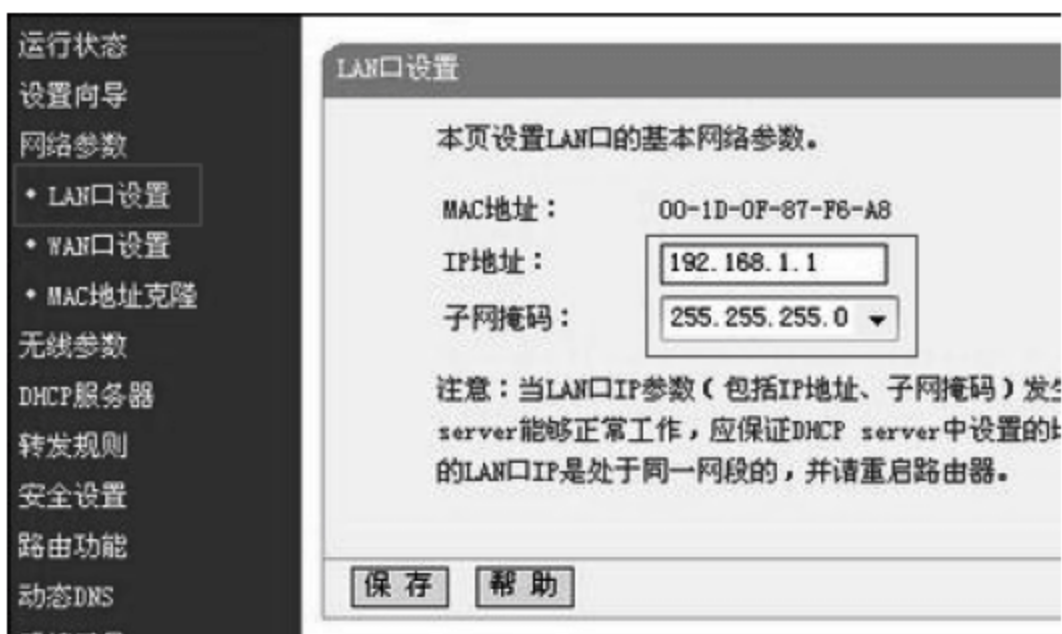 运行状态
设置向导
网络参数
• LAN口设置
• WAN口设置
• MAC地址克隆
无线参数
DHCP服务器
转发规则
安全设置
路由功能
动态DNS
LAN口设置
本页设置LAN口的基本网络参数。
MAC地址： 00-1D-0F-87-F6-A8
IP地址： 192.168.1.1
子网掩码： 255.255.255.0
注意：当LAN口IP参数（包括IP地址、子网掩码）发
server能够正常工作，应保证DHCP server中设置的
的LAN口IP是处于同一网段的，并请重启路由器。
保 存 帮 助